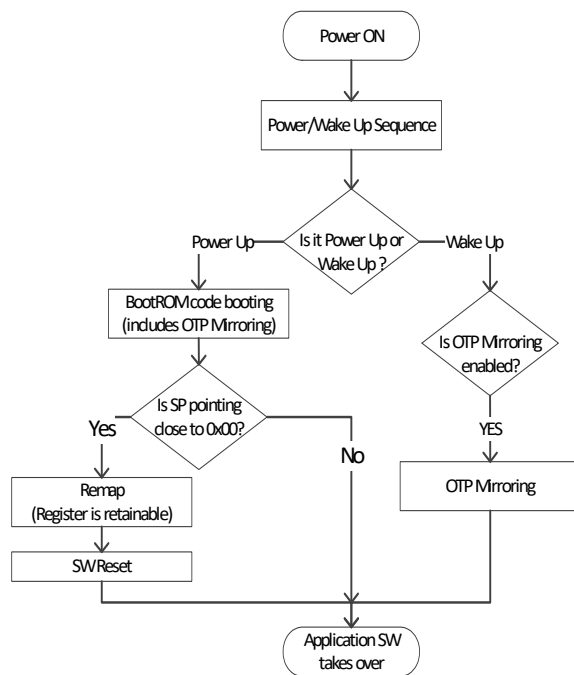 Power ON
Power/Wake Up Sequence
Is it Power Up or
Wake Up ?
Power Up
Wake Up
BootROM code booting
(includes OTP Mirroring)
Is OTP Mirroring
enabled?
Is SP pointing
close to 0x00?
Yes
No
YES
Remap
(Register is retainable)
OTP Mirroring
SW Reset
Application SW
takes over